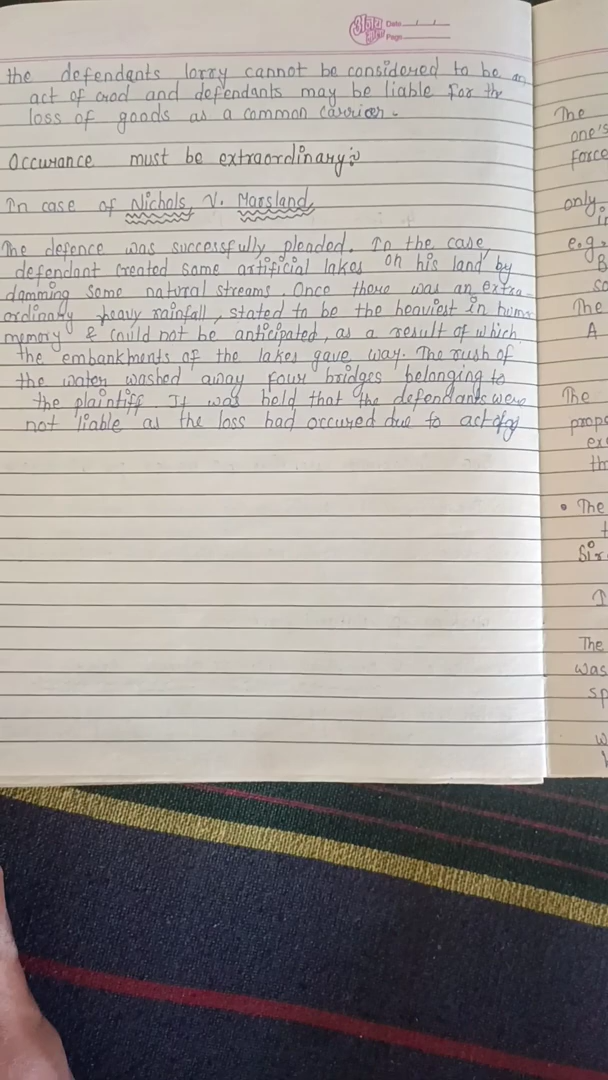 Date
Page
the defendants lorry cannot be considered to be an
act of God and defendants may be liable for the
loss of goods as a common carrier.
Occurance must be extraordinary:
In case of Nichols V. Marsland
The defence was successfully pleaded. In the case,
defendant created some artificial lakes on his land by
damming some natural streams. Once there was an extra-
ordinary heavy rainfall, stated to be the heaviest in
memory & could not be anticipated, as a result of which
the embankments of the lakes gave way. The rush of
the water washed away four bridges belonging to
the plaintiff. It was held that the defendants were
not liable as the loss had occured due to act of
The
one's
Force
only.
e.g
The
A
The
• The
The
was